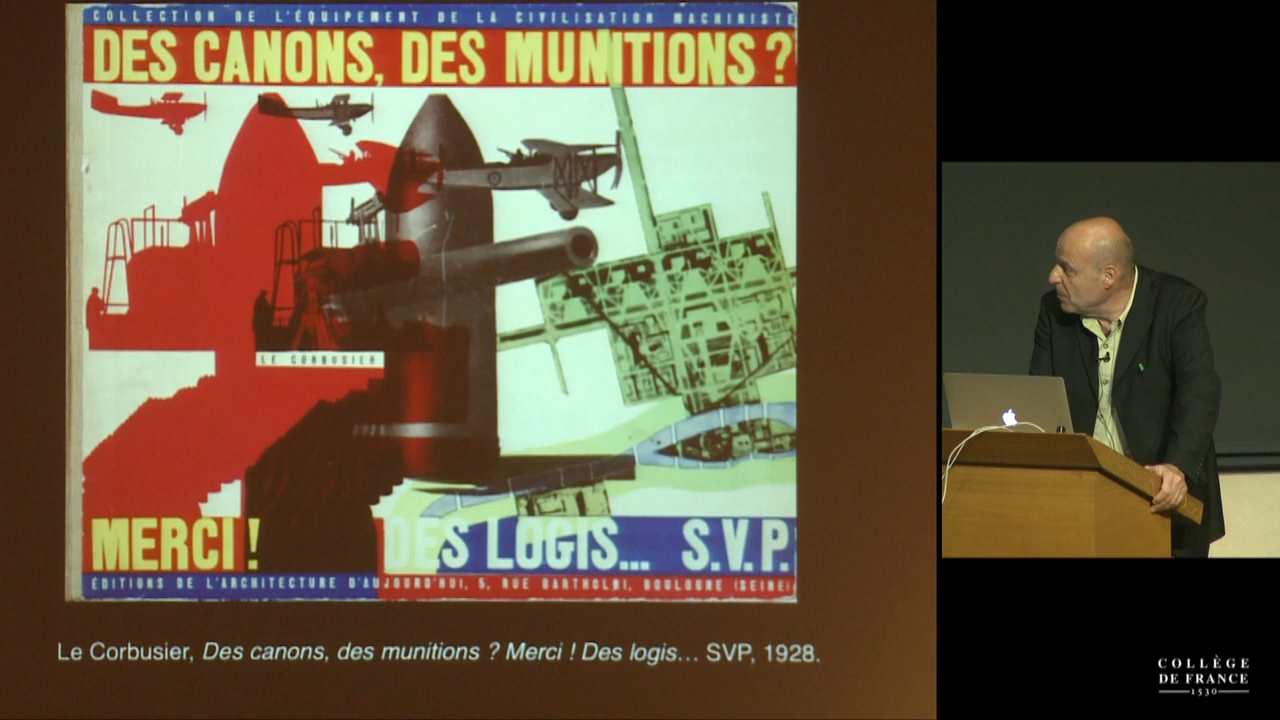 COLLECTION DE L'ÉQUIPEMENT DE LA CIVILISATION MACHINISTE
DES CANONS, DES MUNITIONS ?
LE CORBUSIER
MERCI ! DES LOGIS... S.V.P.
ÉDITIONS DE L'ARCHITECTURE D'AUJOURD'HUI, 5, RUE BARTHOLDI, BOULOGNE (SEINE)
Le Corbusier, Des canons, des munitions ? Merci ! Des logis… SVP, 1928.
COLLÈGE
DE FRANCE
1530